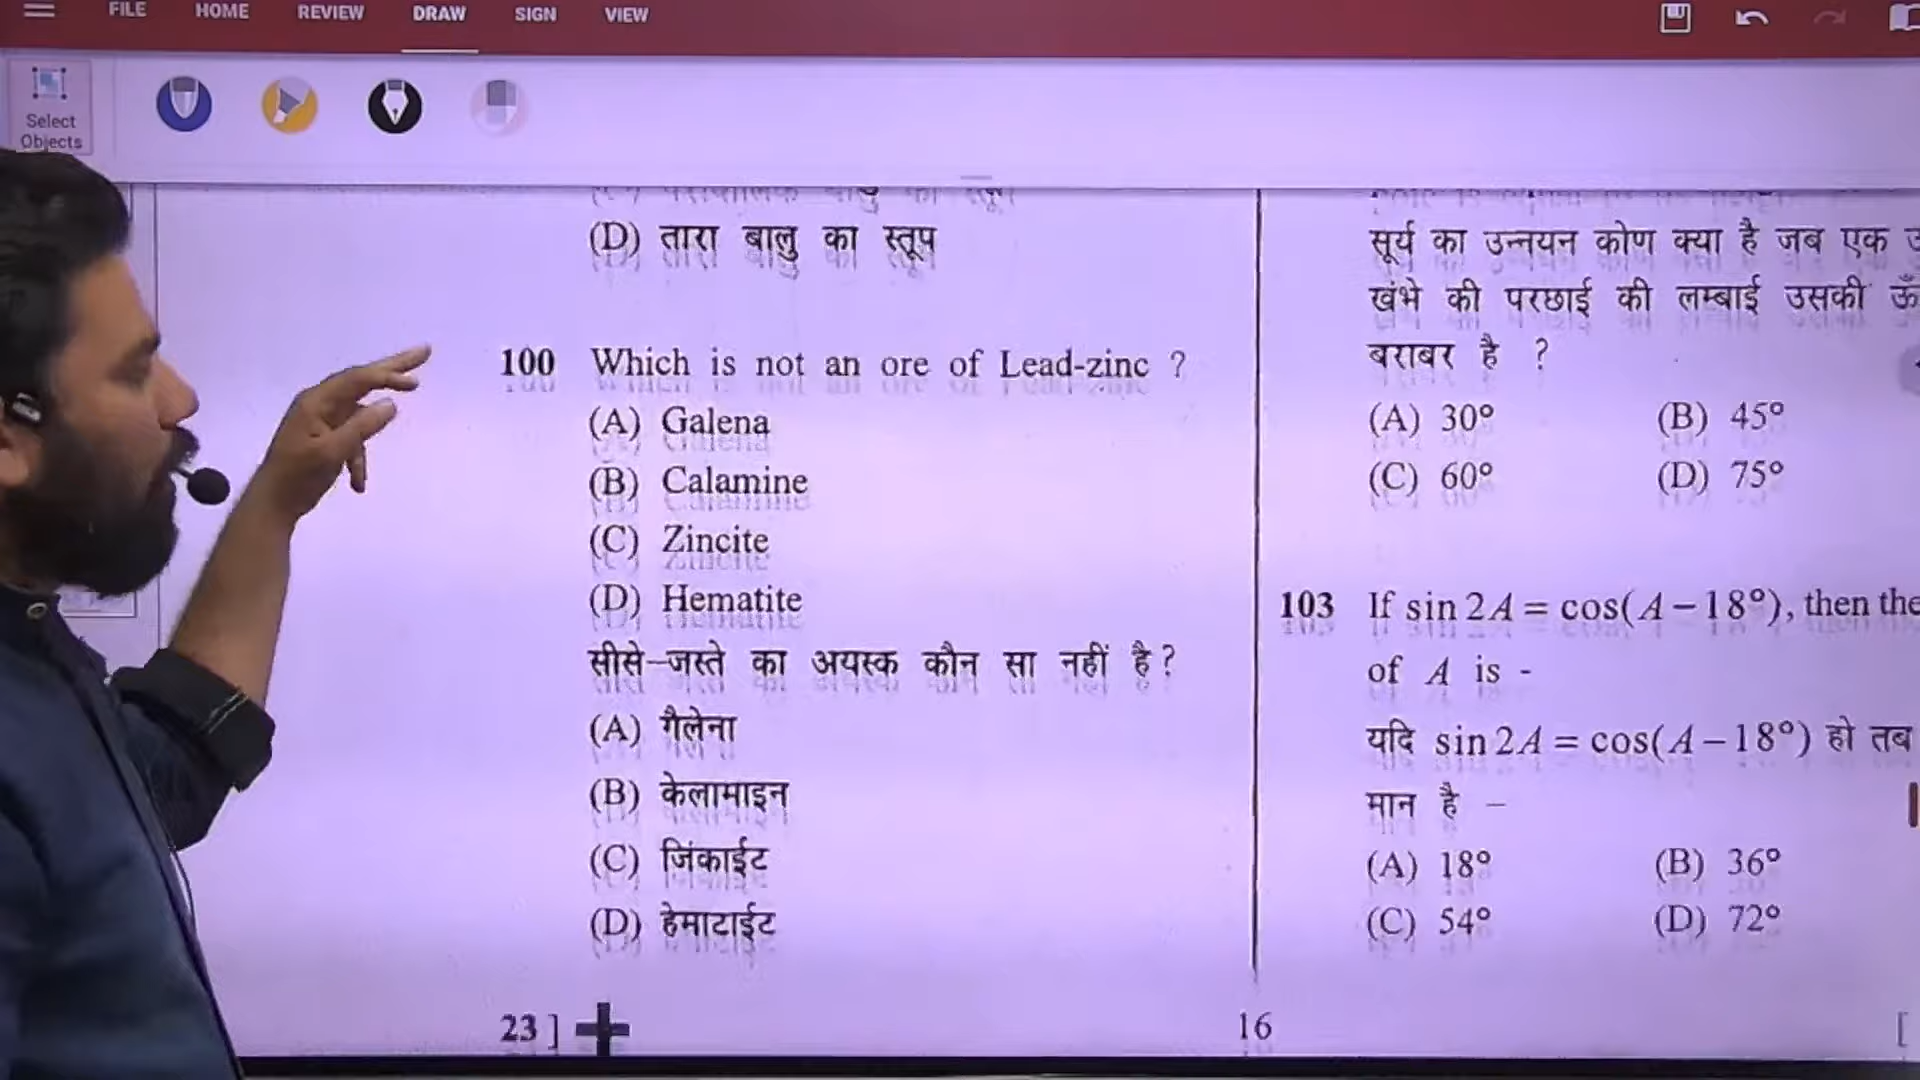 FILE HOME REVIEW DRAW SIGN VIEW
Select
Objects
(D) तारा बालु का स्तूप
100 Which is not an ore of Lead-zinc ?
(A) Galena
(B) Calamine
(C) Zincite
(D) Hematite
सीसे–जस्ते का अयस्क कौन सा नहीं है ?
(A) गैलेना
(B) केलामाइन
(C) जिंकाईट
(D) हेमाटाईट
23 ]
16
[
सूर्य का उन्नयन कोण क्या है जब एक
खंभे की परछाई की लम्बाई उसकी
बराबर है ?
(A) 30° (B) 45°
(C) 60° (D) 75°
103 If sin 2A = cos(A – 18°), then the
of A is -
यदि sin 2A = cos(A – 18°) हो तब
मान है –
(A) 18° (B) 36°
(C) 54° (D) 72°